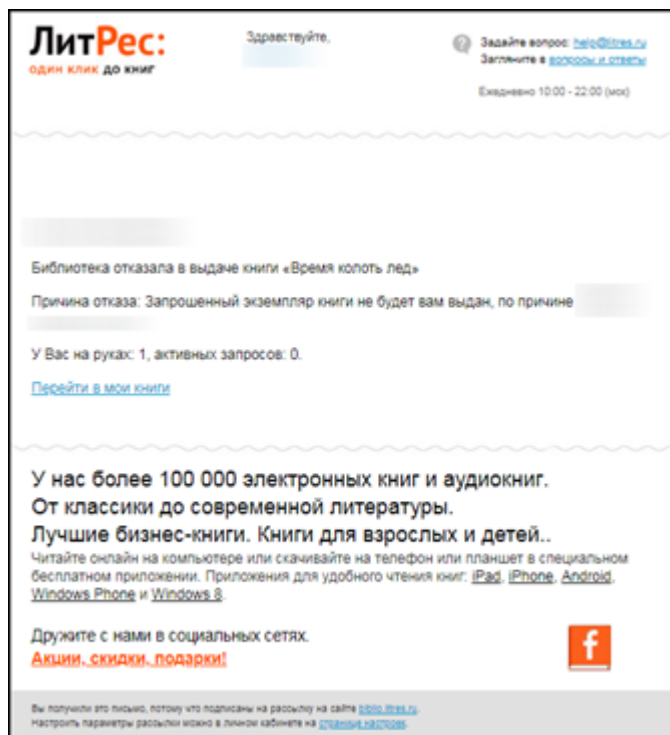 ЛитРес:
один клик до книг
Здравствуйте,
Задайте вопрос: help@litres.ru
Загляните в вопросы и ответы
Ежедневно 10:00 - 22:00 (мск)
Библиотека отказала в выдаче книги «Время колоть лед»
Причина отказа: Запрошенный экземпляр книги не будет вам выдан, по причине
У Вас на руках: 1, активных запросов: 0.
Перейти в мои книги
У нас более 100 000 электронных книг и аудиокниг.
От классики до современной литературы.
Лучшие бизнес-книги. Книги для взрослых и детей..
Читайте онлайн на компьютере или скачивайте на телефон или планшет в специальном
бесплатном приложении. Приложения для удобного чтения книг: iPad, iPhone, Android,
Windows Phone и Windows 8.
Дружите с нами в социальных сетях.
Акции, скидки, подарки!
f
Вы получили это письмо, потому что подписаны на рассылку на сайте biblio.litres.ru.
Настроить параметры рассылки можно в личном кабинете на странице настроек.